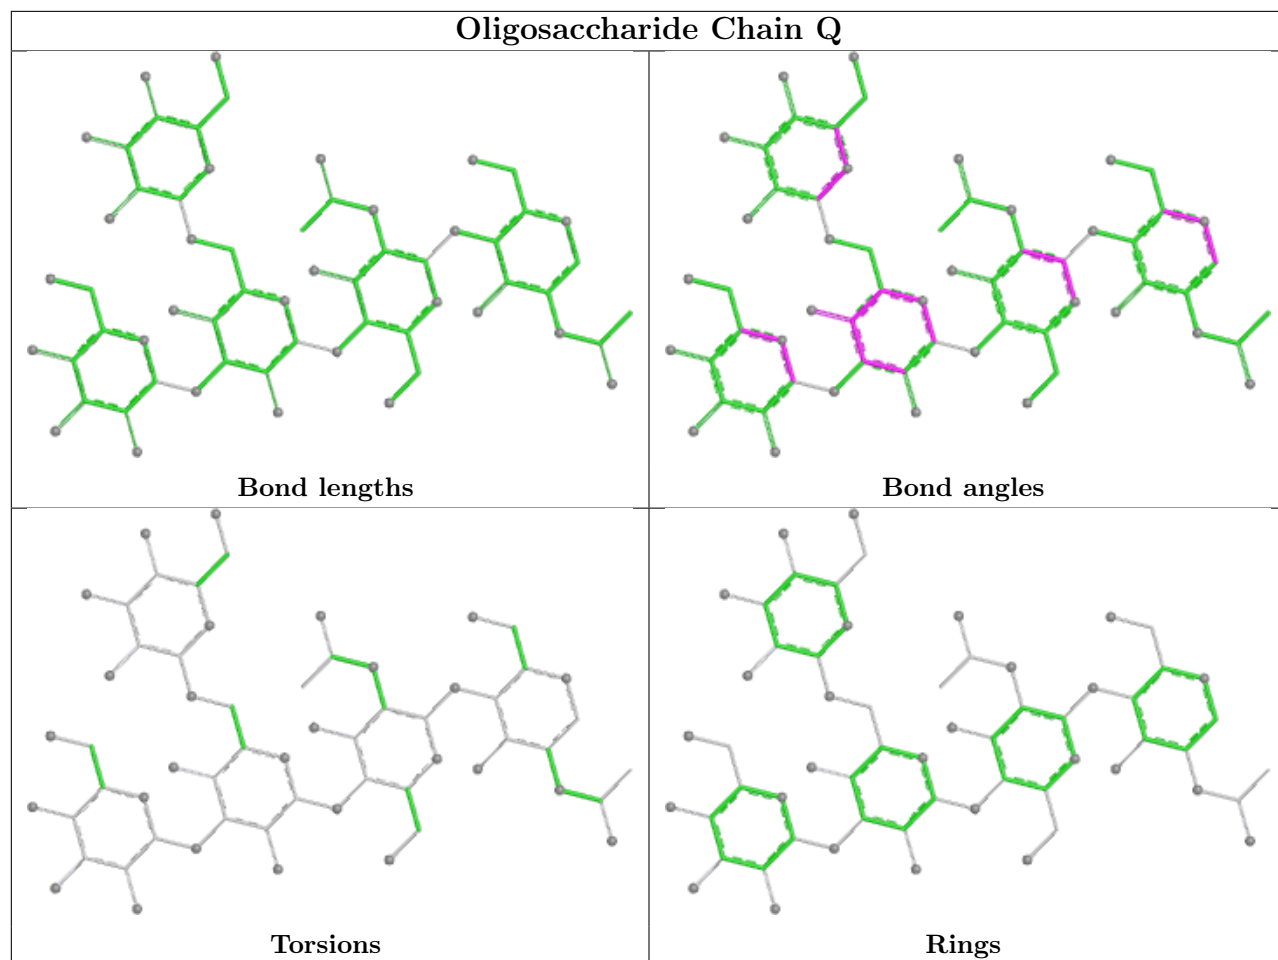 Oligosaccharide Chain Q
Bond lengths
Bond angles
Torsions
Rings